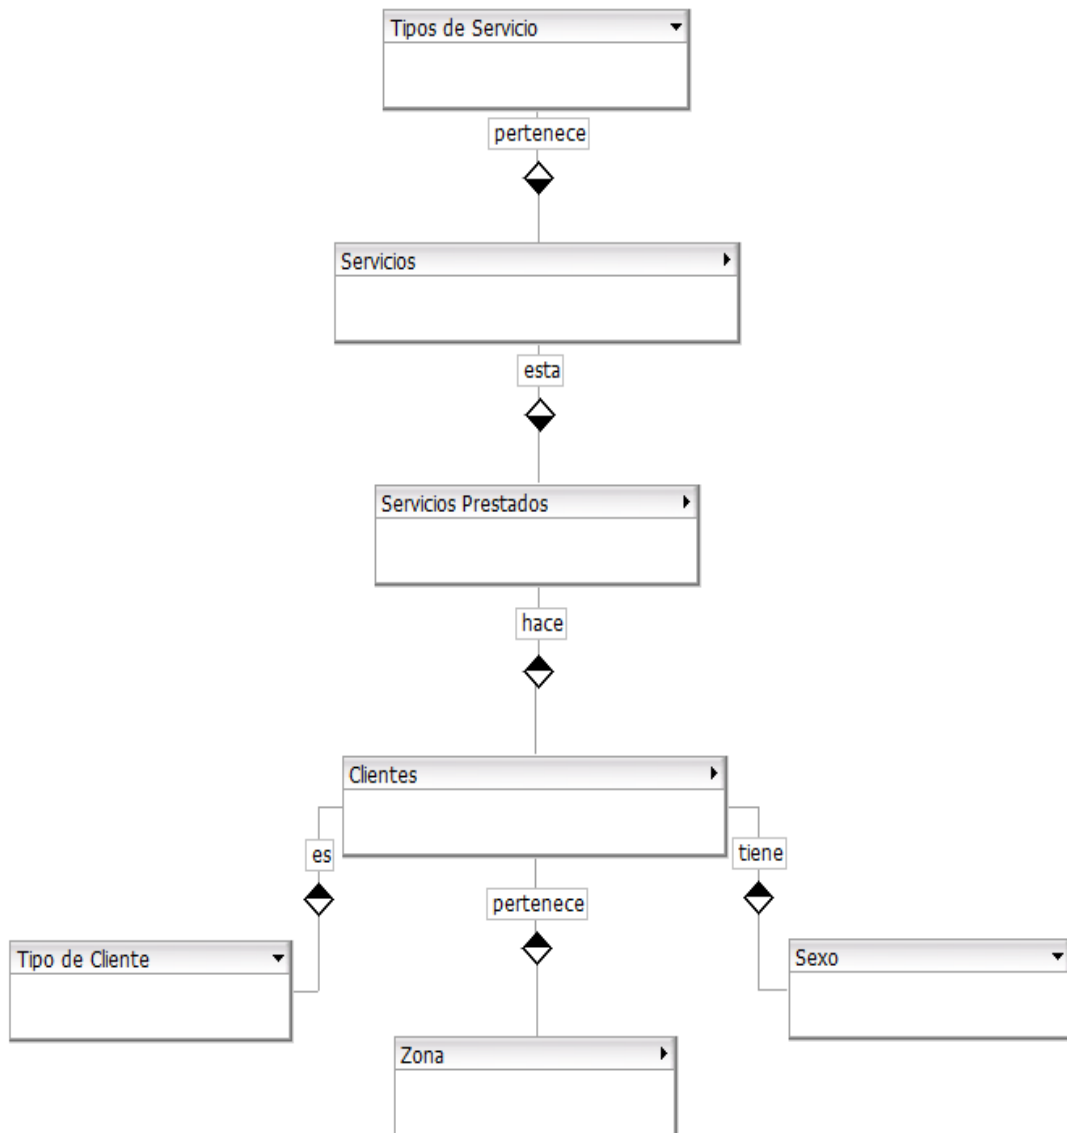 Tipos de Servicio
pertenece
Servicios
esta
Servicios Prestados
hace
Clientes
es
tiene
pertenece
Tipo de Cliente
Sexo
Zona